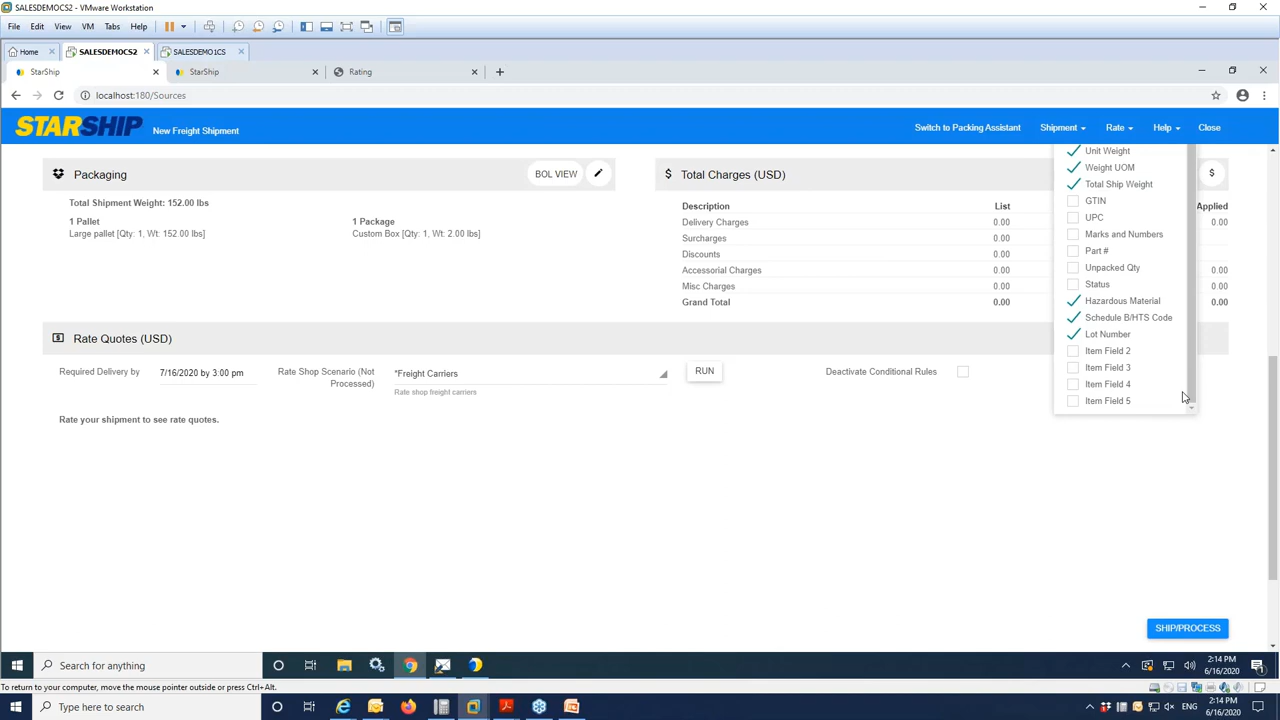 SALESDEMOCS2 - VMware Workstation
File Edit View VM Tabs Help
Home SALESDEMOCS2 SALESDEMO1CS
StarShip StarShip Rating
localhost:180/Sources
STARSHIP New Freight Shipment Switch to Packing Assistant Shipment Rate Help Close
Packaging BOL VIEW
Total Shipment Weight: 152.00 lbs
1 Pallet 1 Package
Large pallet [Qty: 1, Wt: 152.00 lbs] Custom Box [Qty: 1, Wt: 2.00 lbs]
$ Total Charges (USD) $
Description List Applied
Delivery Charges 0.00 0.00
Surcharges 0.00
Discounts 0.00
Accessorial Charges 0.00 0.00
Misc Charges 0.00 0.00
Grand Total 0.00 0.00
Unit Weight
Weight UOM
Total Ship Weight
GTIN
UPC
Marks and Numbers
Part #
Unpacked Qty
Status
Hazardous Material
Schedule B/HTS Code
Lot Number
Item Field 2
Item Field 3
Item Field 4
Item Field 5
Rate Quotes (USD)
Required Delivery by 7/16/2020 by 3:00 pm Rate Shop Scenario (Not Processed) *Freight Carriers RUN Deactivate Conditional Rules
Rate shop freight carriers
Rate your shipment to see rate quotes.
SHIP/PROCESS
Search for anything 2:14 PM
6/16/2020
To return to your computer, move the mouse pointer outside or press Ctrl+Alt.
Type here to search ENG 2:14 PM
6/16/2020